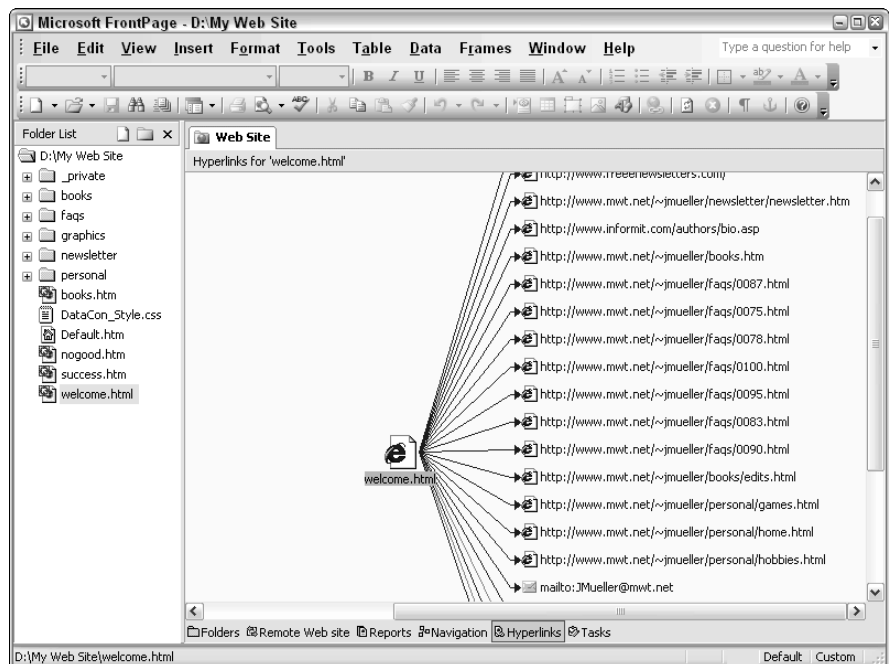 Microsoft FrontPage - D:\My Web Site
File Edit View Insert Format Tools Table Data Frames Window Help Type a question for help
B I U
Folder List
D:\My Web Site
_private
books
faqs
graphics
newsletter
personal
books.htm
DataCon_Style.css
Default.htm
nogood.htm
success.htm
welcome.html
Web Site
Hyperlinks for 'welcome.html'
http://www.freeenewsletters.com/
http://www.mwt.net/~jmueller/newsletter/newsletter.htm
http://www.informit.com/authors/bio.asp
http://www.mwt.net/~jmueller/books.htm
http://www.mwt.net/~jmueller/faqs/0087.html
http://www.mwt.net/~jmueller/faqs/0075.html
http://www.mwt.net/~jmueller/faqs/0078.html
http://www.mwt.net/~jmueller/faqs/0100.html
http://www.mwt.net/~jmueller/faqs/0095.html
http://www.mwt.net/~jmueller/faqs/0083.html
http://www.mwt.net/~jmueller/faqs/0090.html
http://www.mwt.net/~jmueller/books/edits.html
http://www.mwt.net/~jmueller/personal/games.html
http://www.mwt.net/~jmueller/personal/home.html
http://www.mwt.net/~jmueller/personal/hobbies.html
mailto:JMueller@mwt.net
welcome.html
Folders Remote Web site Reports Navigation Hyperlinks Tasks
D:\My Web Site\welcome.html Default Custom